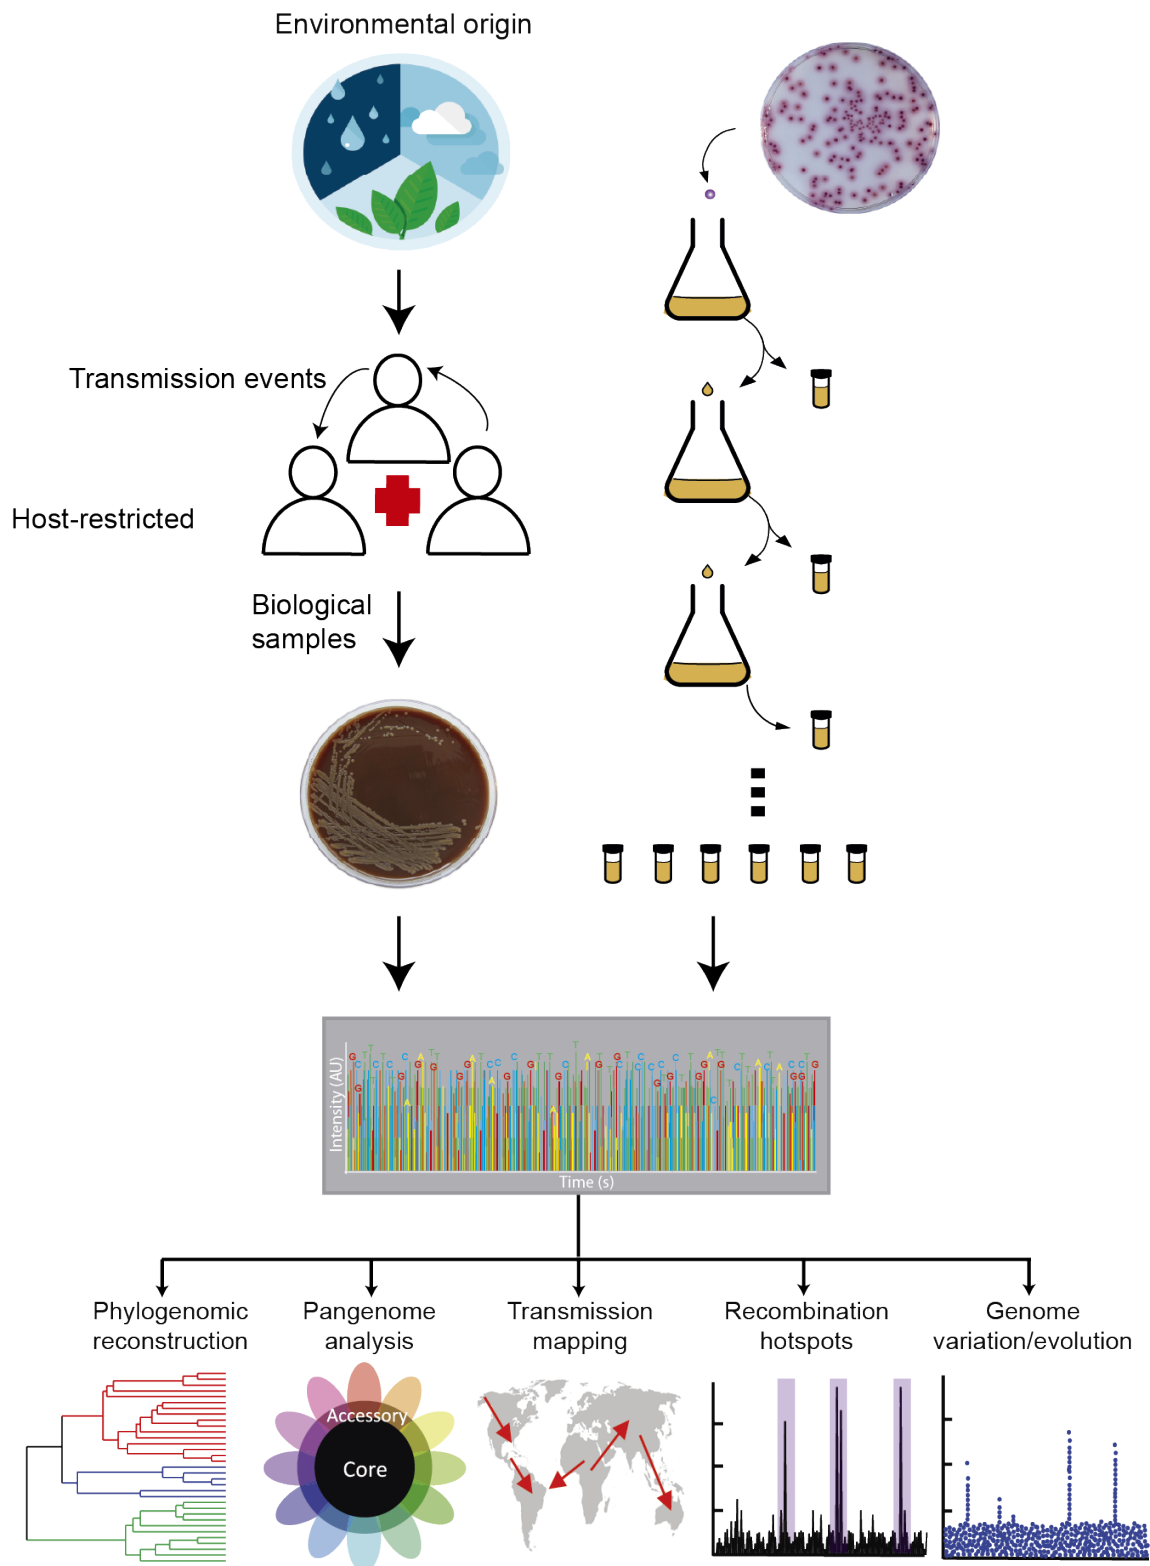 Environmental origin
Transmission events
Host-restricted
Biological
samples
Intensity (AU)
Time (s)
Phylogenomic
reconstruction
Pangenome
analysis
Transmission
mapping
Recombination
hotspots
Genome
variation/evolution
Accessory
Core